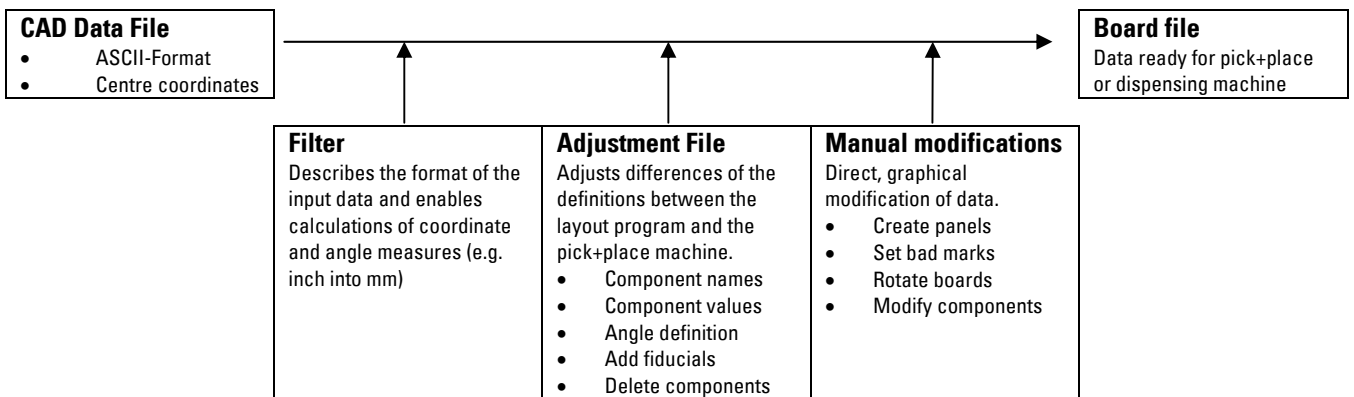 CAD Data File
• ASCII-Format
• Centre coordinates
Board file
Data ready for pick+place
or dispensing machine
Filter
Describes the format of the
input data and enables
calculations of coordinate
and angle measures (e.g.
inch into mm)
Adjustment File
Adjusts differences of the
definitions between the
layout program and the
pick+place machine.
• Component names
• Component values
• Angle definition
• Add fiducials
• Delete components
Manual modifications
Direct, graphical
modification of data.
• Create panels
• Set bad marks
• Rotate boards
• Modify components